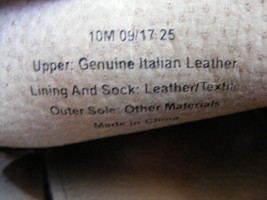 10M 09/17 25
Upper: Genuine Italian Leather
Lining And Sock: Leather/Textile
Outer Sole: Other Materials
Made in China